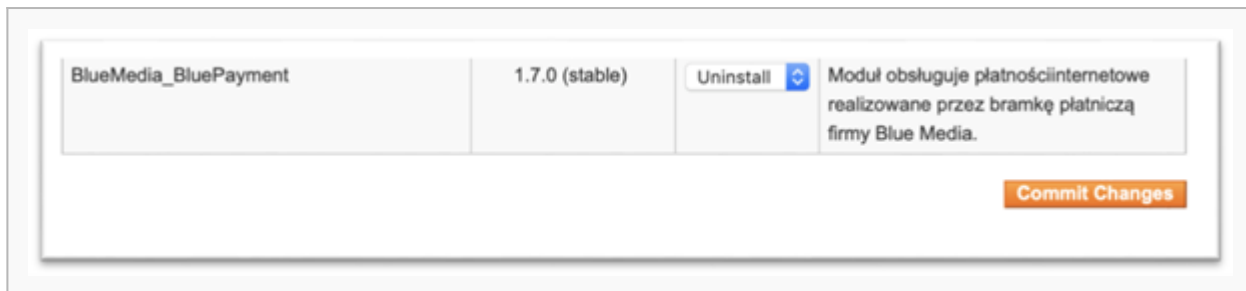 BlueMedia_BluePayment 1.7.0 (stable) Uninstall Moduł obsługuje płatnościinternetowe
realizowane przez bramkę płatniczą
firmy Blue Media.
Commit Changes